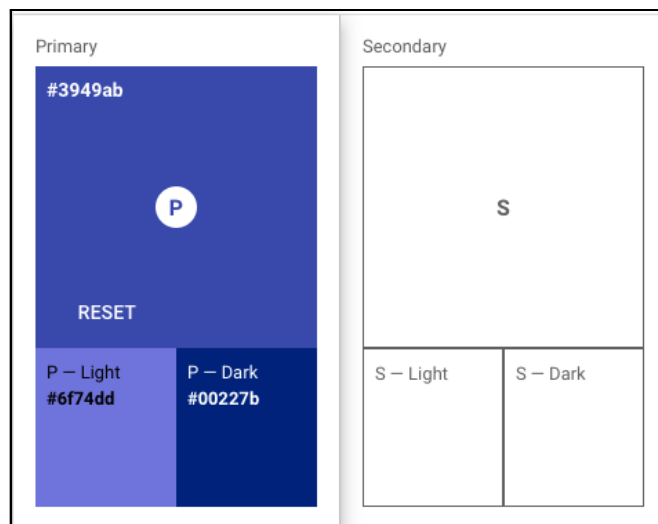 Primary
#3949ab
P
RESET
P — Light
#6f74dd
P — Dark
#00227b
Secondary
S
S — Light
S — Dark